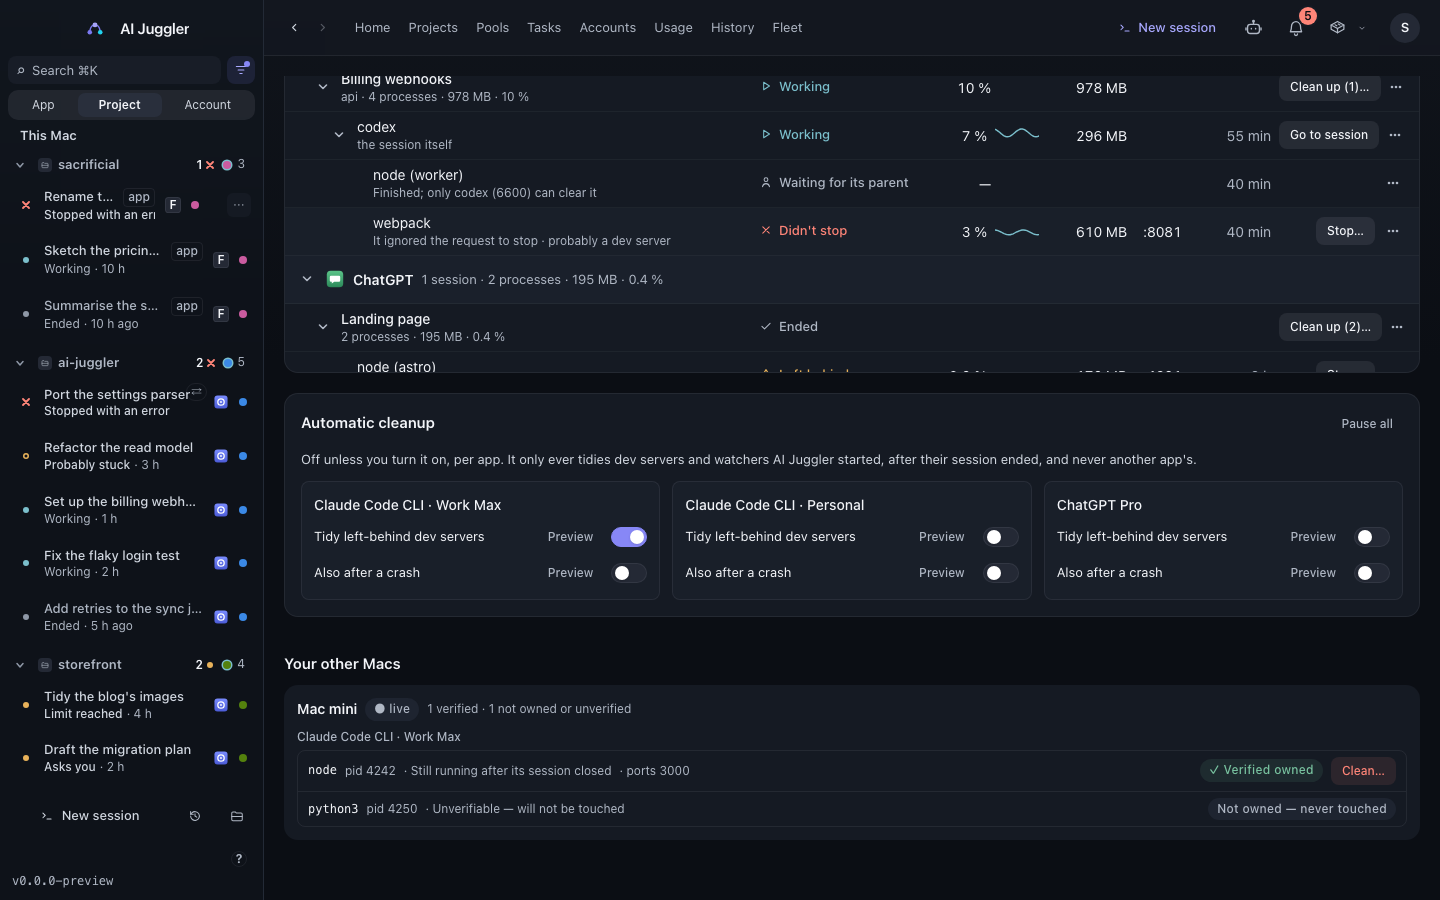 AI Juggler
Search ⌘K
App Project Account
This Mac
sacrificial 1 3
Rename t... app F
Stopped with an err
Sketch the pricin... app F
Working · 10 h
Summarise the s... app F
Ended · 10 h ago
ai-juggler 2 5
Port the settings parser
Stopped with an error
Refactor the read model
Probably stuck · 3 h
Set up the billing webh...
Working · 1 h
Fix the flaky login test
Working · 2 h
Add retries to the sync j...
Ended · 5 h ago
storefront 2 4
Tidy the blog's images
Limit reached · 4 h
Draft the migration plan
Asks you · 2 h
New session
?
v0.0.0-preview
Home Projects Pools Tasks Accounts Usage History Fleet
New session 5 S
Billing webhooks Working 10 % 978 MB Clean up (1)...
api · 4 processes · 978 MB · 10 %
codex Working 7 % 296 MB 55 min Go to session
the session itself
node (worker) Waiting for its parent — 40 min
Finished; only codex (6600) can clear it
webpack Didn't stop 3 % 610 MB :8081 40 min Stop...
It ignored the request to stop · probably a dev server
ChatGPT 1 session · 2 processes · 195 MB · 0.4 %
Landing page Ended Clean up (2)...
2 processes · 195 MB · 0.4 %
node (astro)
Automatic cleanup Pause all
Off unless you turn it on, per app. It only ever tidies dev servers and watchers AI Juggler started, after their session ended, and never another app's.
Claude Code CLI · Work Max
Tidy left-behind dev servers Preview
Also after a crash Preview
Claude Code CLI · Personal
Tidy left-behind dev servers Preview
Also after a crash Preview
ChatGPT Pro
Tidy left-behind dev servers Preview
Also after a crash Preview
Your other Macs
Mac mini live 1 verified · 1 not owned or unverified
Claude Code CLI · Work Max
node pid 4242 · Still running after its session closed · ports 3000 ✓ Verified owned Clean...
python3 pid 4250 · Unverifiable — will not be touched Not owned — never touched